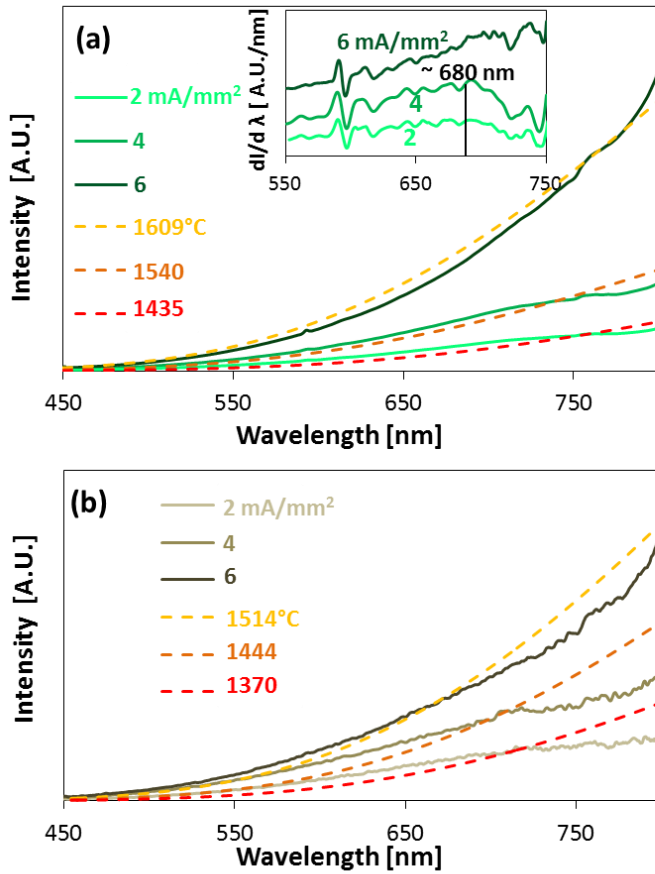 (a)
2 mA/mm²
4
6
1609°C
1540
1435
Intensity [A.U.]
450 550 650 750
Wavelength [nm]
6 mA/mm²
~ 680 nm
4
2
dI/d λ [ A.U./nm]
550 650 750
(b)
2 mA/mm²
4
6
1514°C
1444
1370
Intensity [A.U.]
450 550 650 750
Wavelength [nm]